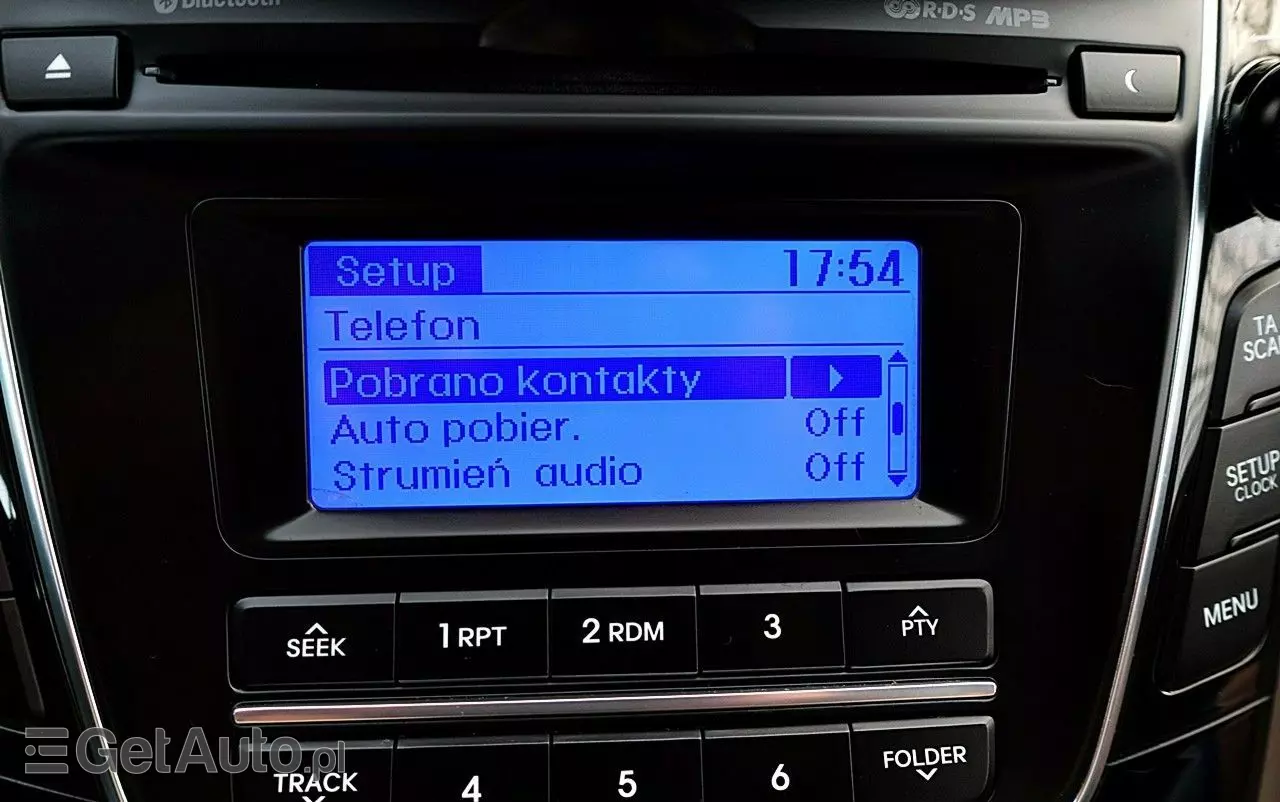 Bluetooth
R·D·S MP3
Setup 17:54
Telefon
Pobrano kontakty
Auto pobier. Off
Strumień audio Off
TA
SCAN
SETUP
CLOCK
MENU
SEEK
1 RPT
2 RDM
3
PTY
GetAuto.pl
TRACK
4
5
6
FOLDER